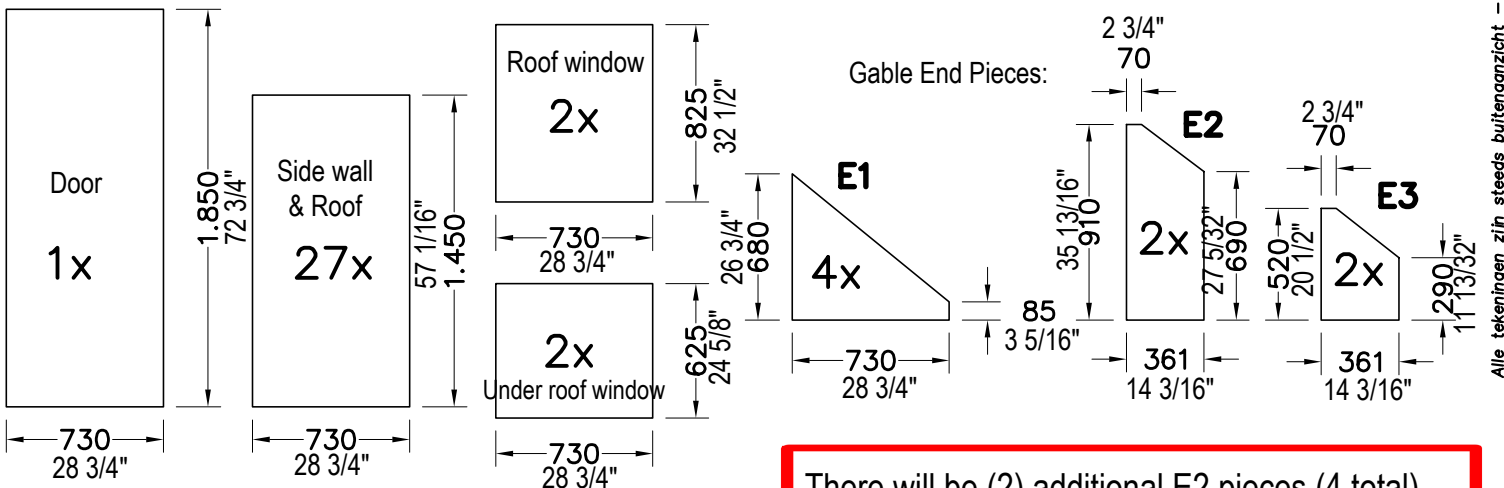 Door
1x
1.850
72 3/4"
730
28 3/4"
Side wall
& Roof
27x
57 1/16"
1.450
730
28 3/4"
Roof window
2x
825
32 1/2"
730
28 3/4"
2x
Under roof window
625
24 5/8"
730
28 3/4"
Gable End Pieces:
E1
4x
26 3/4"
680
85
3 5/16"
730
28 3/4"
2 3/4"
70
E2
2x
35 13/16"
910
27 5/32"
690
361
14 3/16"
2 3/4"
70
E3
2x
520
20 1/2"
290
11 13/32"
361
14 3/16"
Alle tekeningen zijn steeds buitenaanzicht –
There will be (2) additional E2 pieces (4 total)